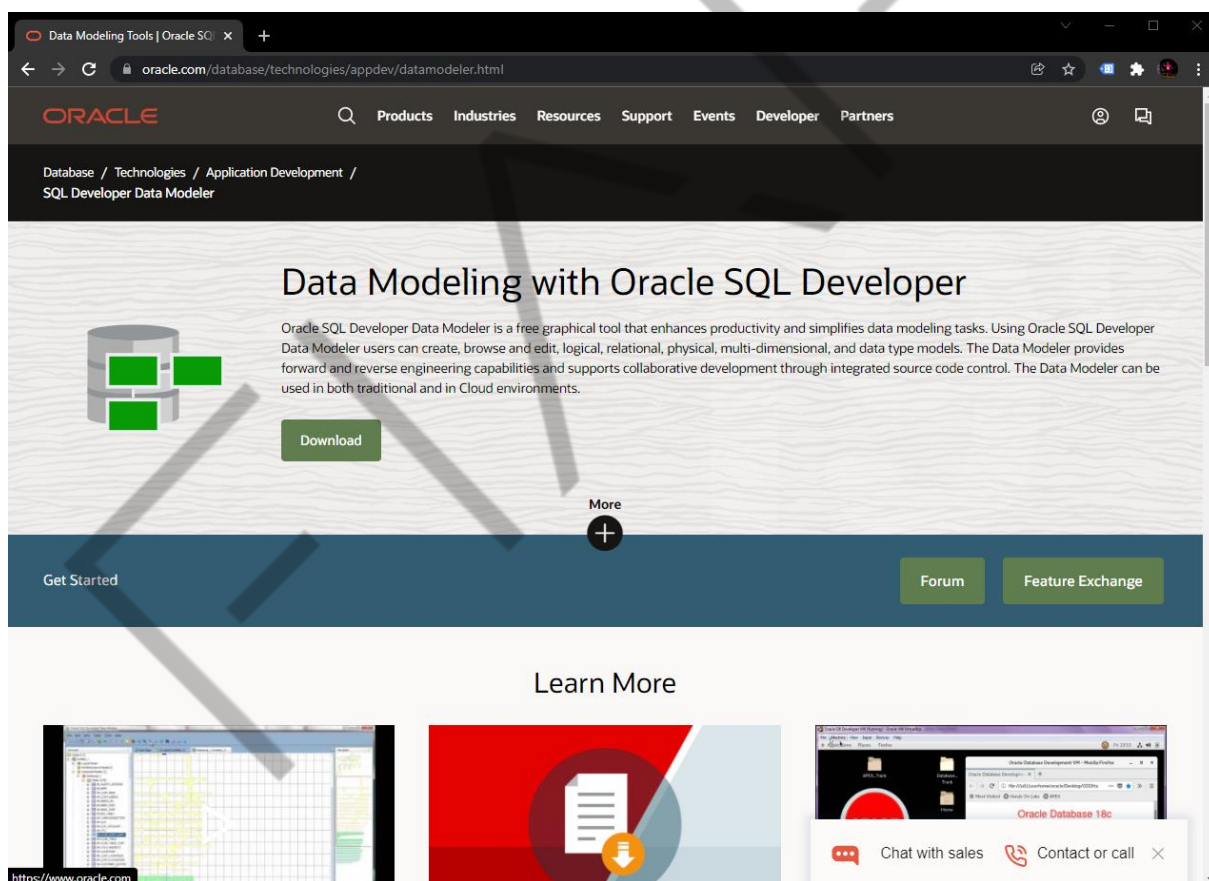 Data Modeling Tools | Oracle SQ
oracle.com/database/technologies/appdev/datamodeler.html
ORACLE
Products Industries Resources Support Events Developer Partners
Database / Technologies / Application Development /
SQL Developer Data Modeler
Data Modeling with Oracle SQL Developer
Oracle SQL Developer Data Modeler is a free graphical tool that enhances productivity and simplifies data modeling tasks. Using Oracle SQL Developer
Data Modeler users can create, browse and edit, logical, relational, physical, multi-dimensional, and data type models. The Data Modeler provides
forward and reverse engineering capabilities and supports collaborative development through integrated source code control. The Data Modeler can be
used in both traditional and in Cloud environments.
Download
More
Get Started
Forum
Feature Exchange
Learn More
Oracle Database 18c
Chat with sales
Contact or call
https://www.oracle.com